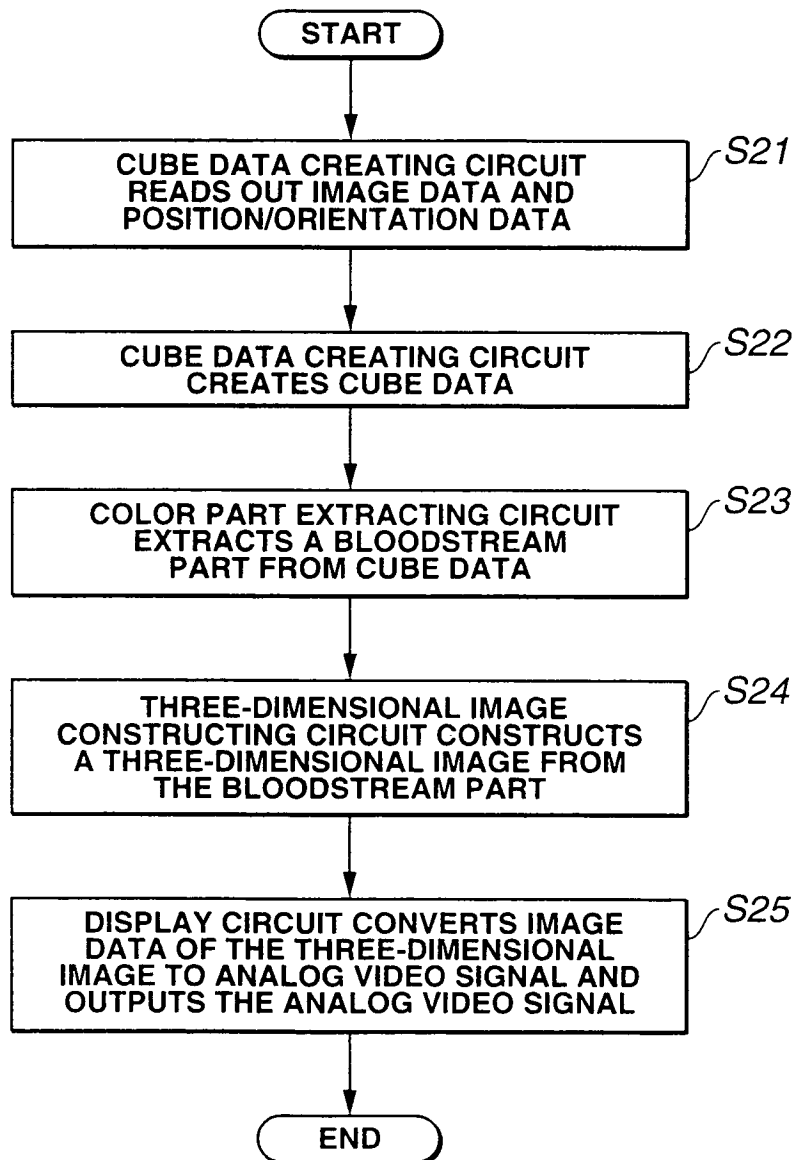 START
CUBE DATA CREATING CIRCUIT
READS OUT IMAGE DATA AND
POSITION/ORIENTATION DATA
S21
CUBE DATA CREATING CIRCUIT
CREATES CUBE DATA
S22
COLOR PART EXTRACTING CIRCUIT
EXTRACTS A BLOODSTREAM
PART FROM CUBE DATA
S23
THREE-DIMENSIONAL IMAGE
CONSTRUCTING CIRCUIT CONSTRUCTS
A THREE-DIMENSIONAL IMAGE FROM
THE BLOODSTREAM PART
S24
DISPLAY CIRCUIT CONVERTS IMAGE
DATA OF THE THREE-DIMENSIONAL
IMAGE TO ANALOG VIDEO SIGNAL AND
OUTPUTS THE ANALOG VIDEO SIGNAL
S25
END